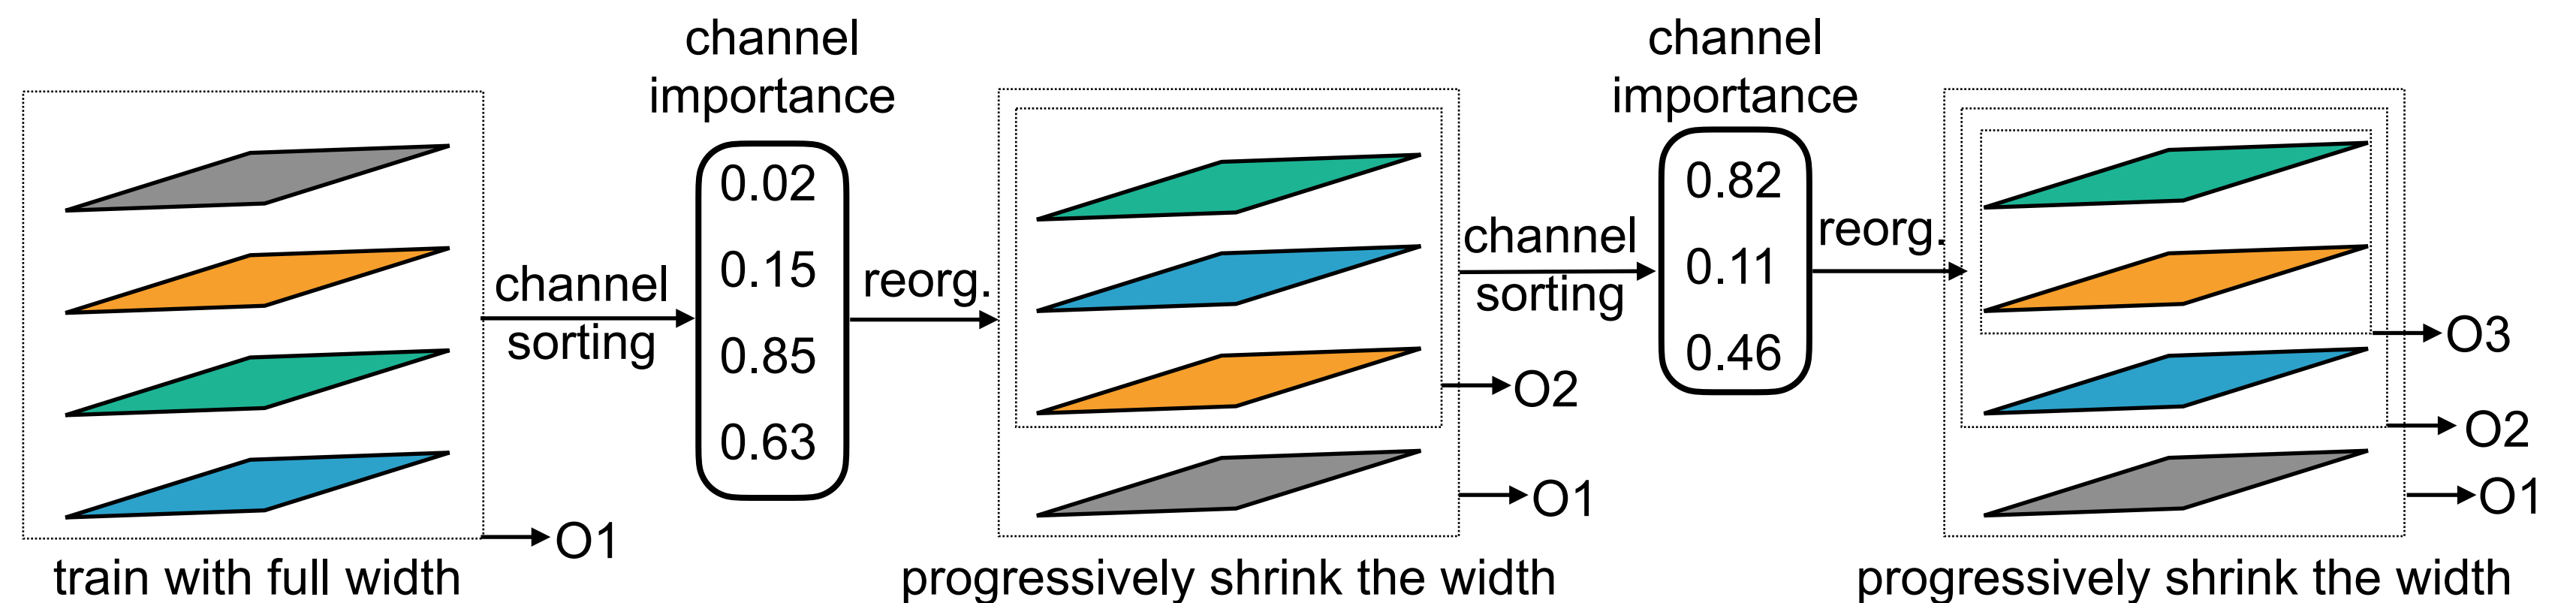 channel
importance
0.02
0.15
0.85
0.63
channel
sorting
reorg.
O1
train with full width
channel
importance
0.82
0.11
0.46
channel
sorting
reorg.
O2
O1
progressively shrink the width
O3
O2
O1
progressively shrink the width